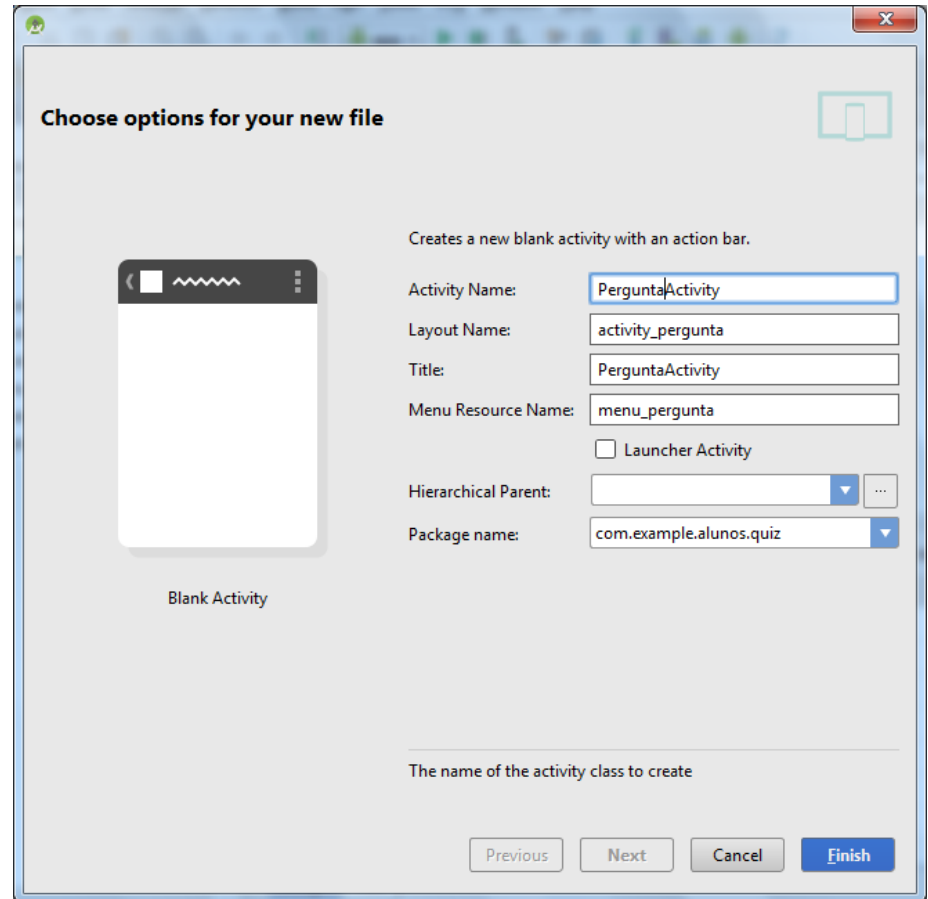 Choose options for your new file
Creates a new blank activity with an action bar.
Activity Name: PerguntaActivity
Layout Name: activity_pergunta
Title: PerguntaActivity
Menu Resource Name: menu_pergunta
Launcher Activity
Hierarchical Parent: ...
Package name: com.example.alunos.quiz
Blank Activity
The name of the activity class to create
Previous Next Cancel Finish